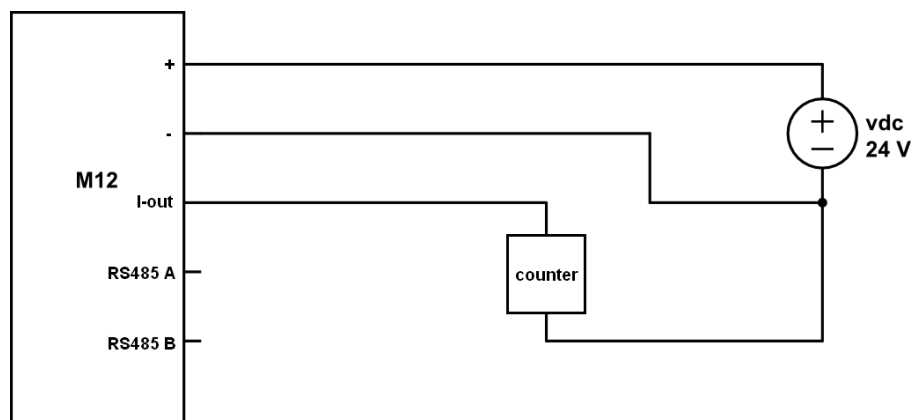 +
-
M12
I-out
RS485 A
RS485 B
counter
+
−
vdc
24 V